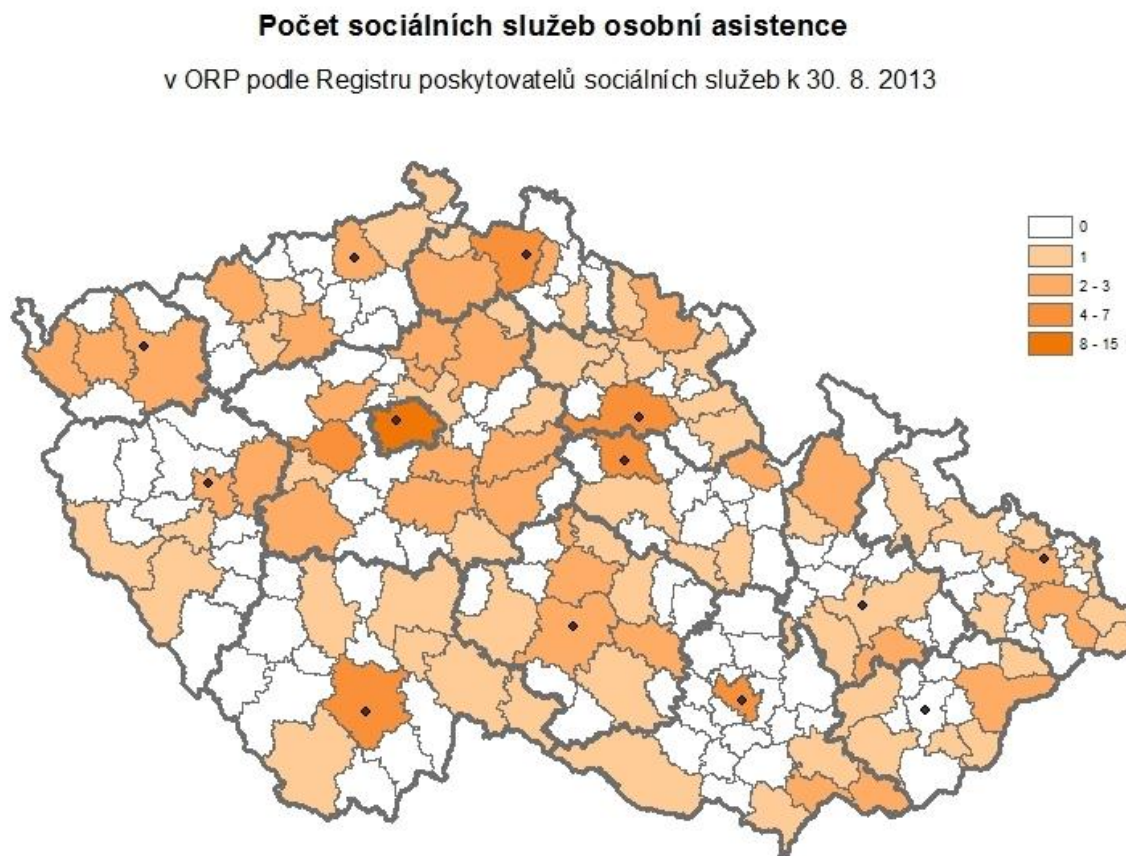 Počet sociálních služeb osobní asistence
v ORP podle Registru poskytovatelů sociálních služeb k 30. 8. 2013
0
1
2 - 3
4 - 7
8 - 15